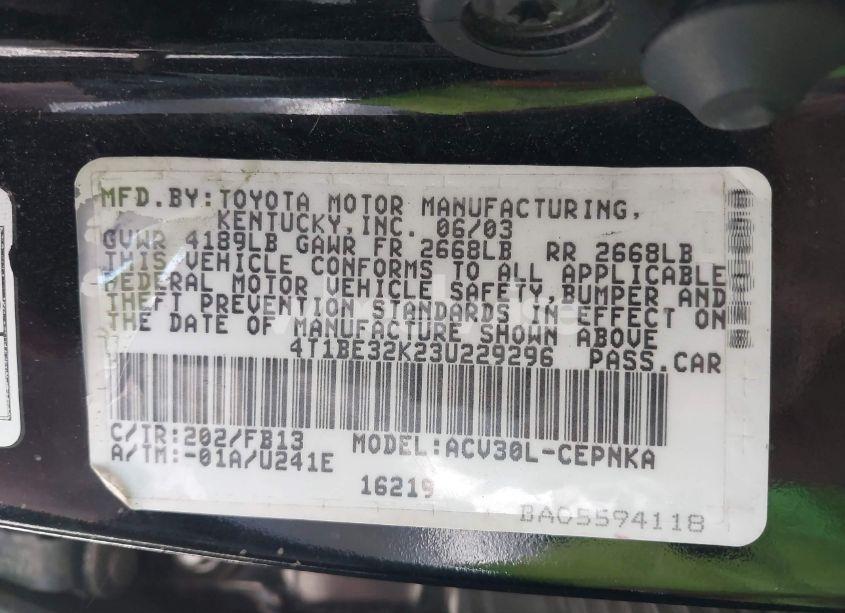 MFD.BY:TOYOTA MOTOR MANUFACTURING,
KENTUCKY,INC. 06/03
GVWR 4189LB GAWR FR 2668LB RR 2668LB
THIS VEHICLE CONFORMS TO ALL APPLICABLE
FEDERAL MOTOR VEHICLE SAFETY,BUMPER AND
THEFT PREVENTION STANDARDS IN EFFECT ON
THE DATE OF MANUFACTURE SHOWN ABOVE
4T1BE32K23U229296 PASS.CAR
C/TR:202/FB13 MODEL:ACV30L-CEPNKA
A/TM:-01A/U241E
16219
BA05594118